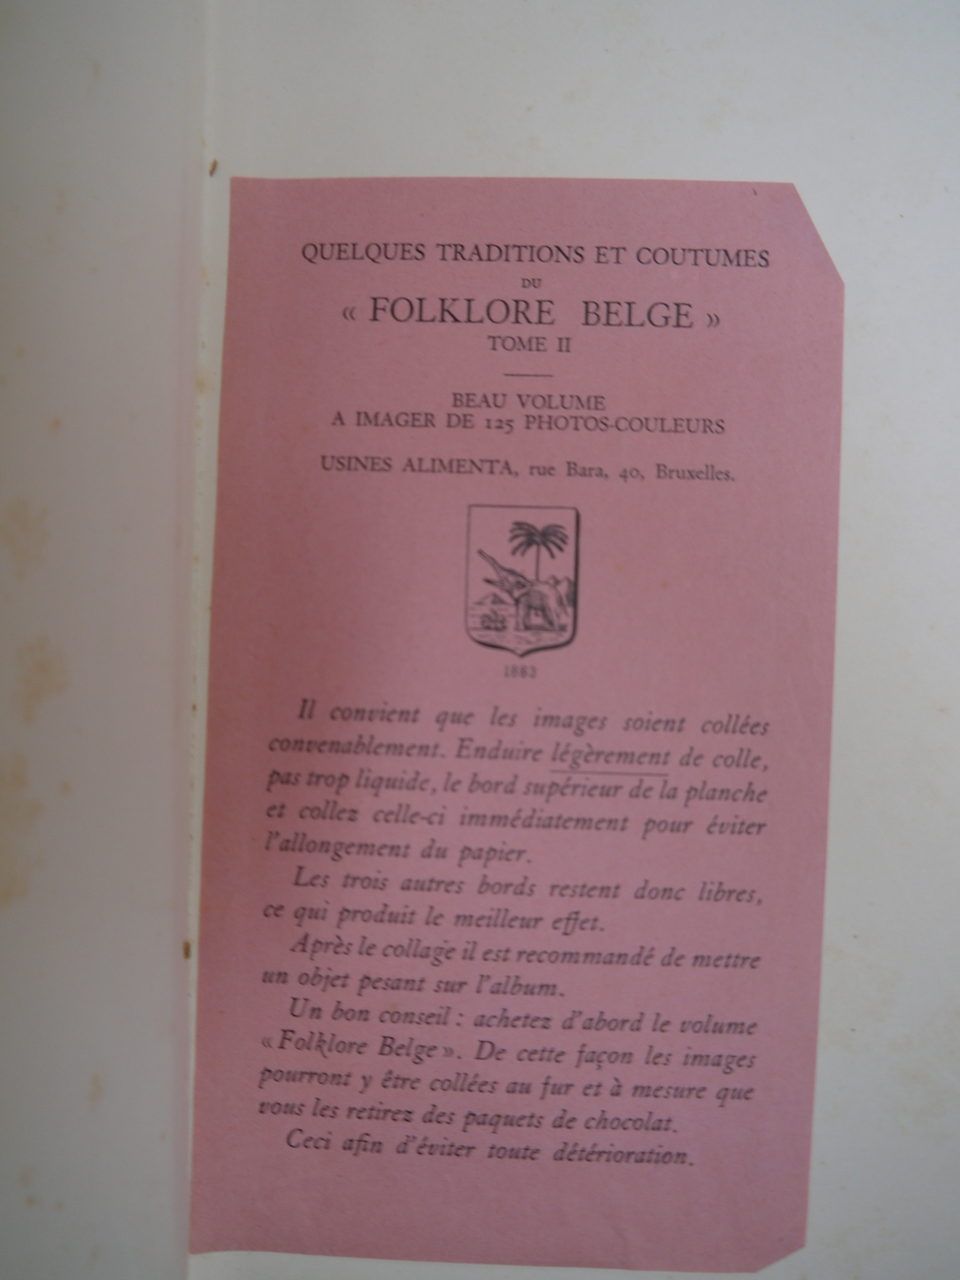 QUELQUES TRADITIONS ET COUTUMES
DU
« FOLKLORE BELGE »
TOME II
BEAU VOLUME
A IMAGER DE 125 PHOTOS-COULEURS
USINES ALIMENTA, rue Bara, 40, Bruxelles.
1883
Il convient que les images soient collées
convenablement. Enduire légèrement de colle,
pas trop liquide, le bord supérieur de la planche
et collez celle-ci immédiatement pour éviter
l'allongement du papier.
Les trois autres bords restent donc libres,
ce qui produit le meilleur effet.
Après le collage il est recommandé de mettre
un objet pesant sur l'album.
Un bon conseil : achetez d'abord le volume
« Folklore Belge ». De cette façon les images
pourront y être collées au fur et à mesure que
vous les retirez des paquets de chocolat.
Ceci afin d'éviter toute détérioration.